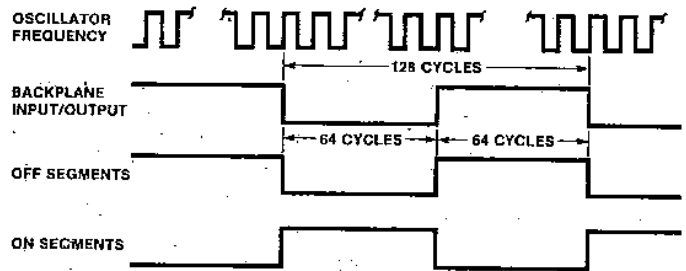 OSCILLATOR
FREQUENCY
128 CYCLES
BACKPLANE
INPUT/OUTPUT
64 CYCLES
64 CYCLES
OFF SEGMENTS
ON SEGMENTS